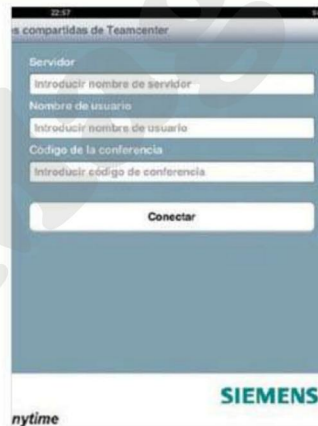 22:57
s compartidas de Teamcenter
Servidor
Introducir nombre de servidor
Nombre de usuario
Introducir nombre de usuario
Código de la conferencia
Introducir código de conferencia
Conectar
SIEMENS
nytime